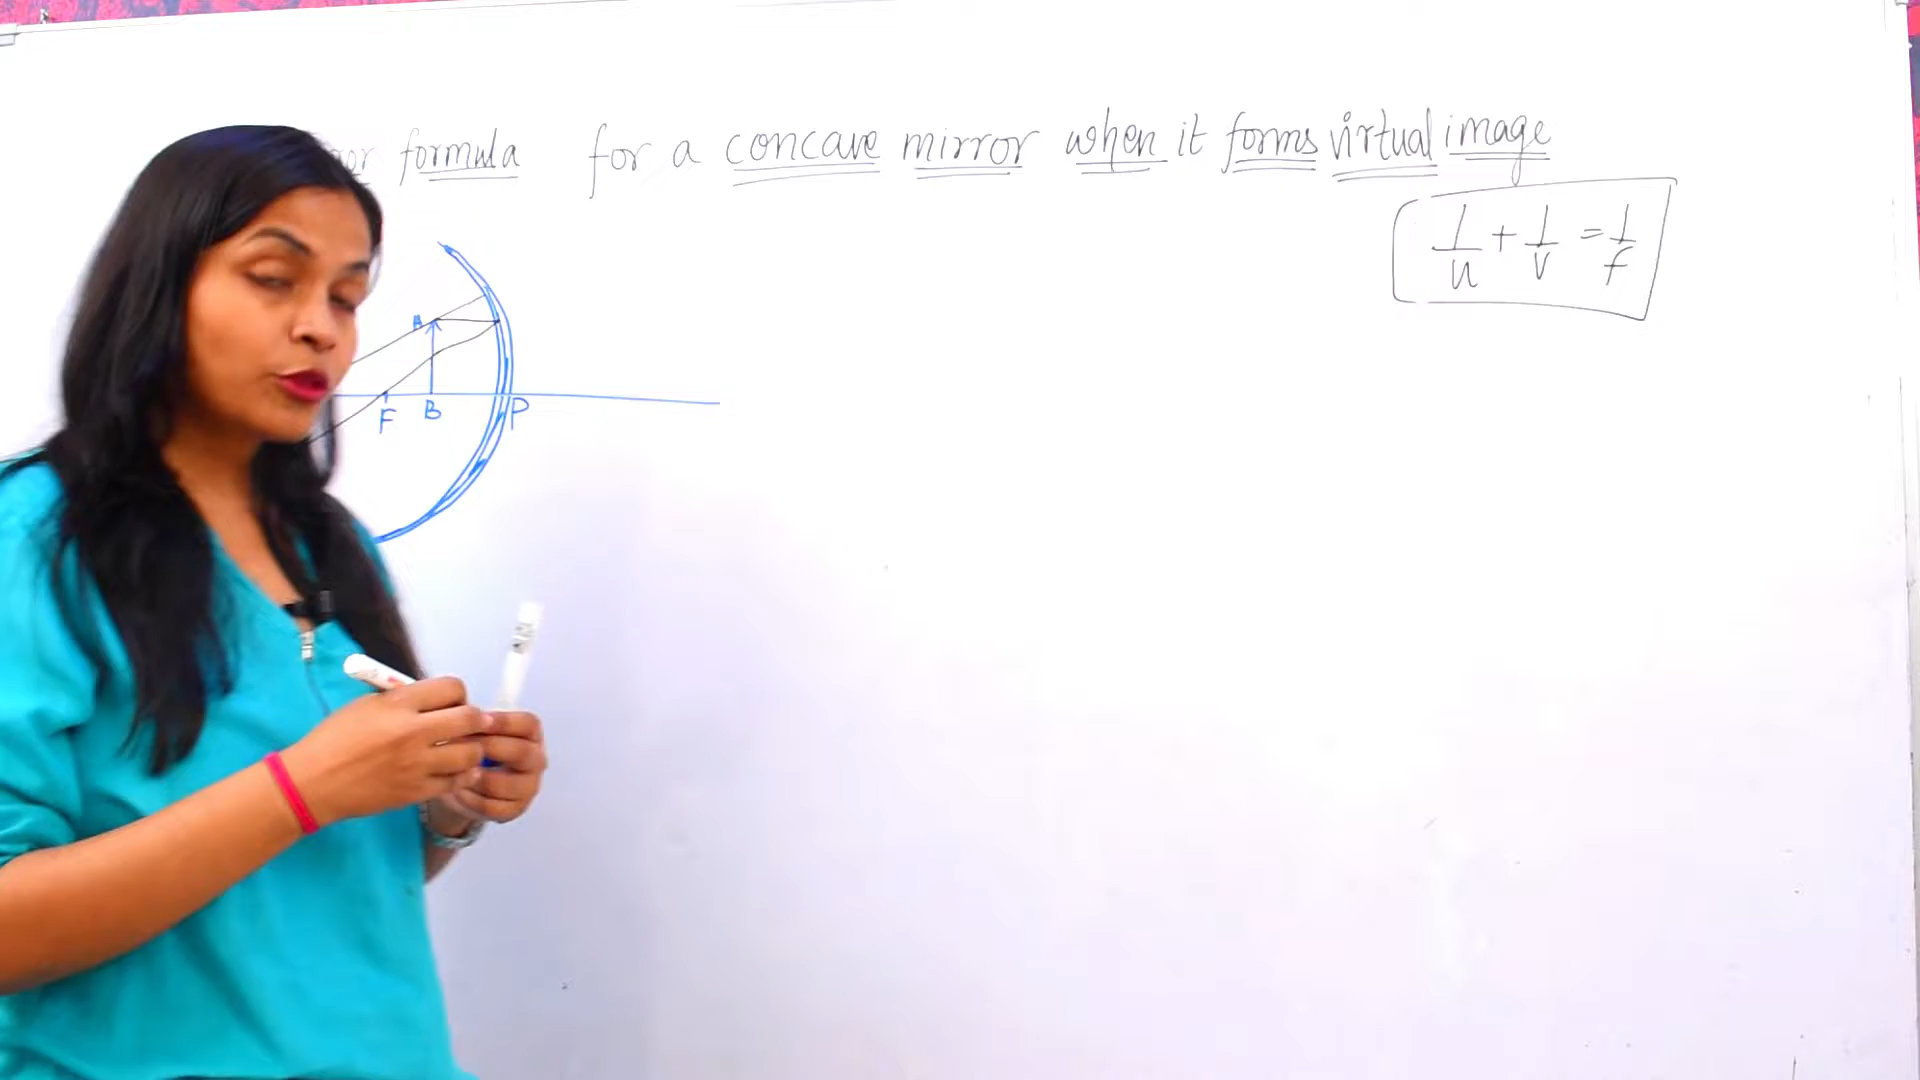 formula for a concave mirror when it forms virtual image
1/u + 1/v = 1/f
A
F B P